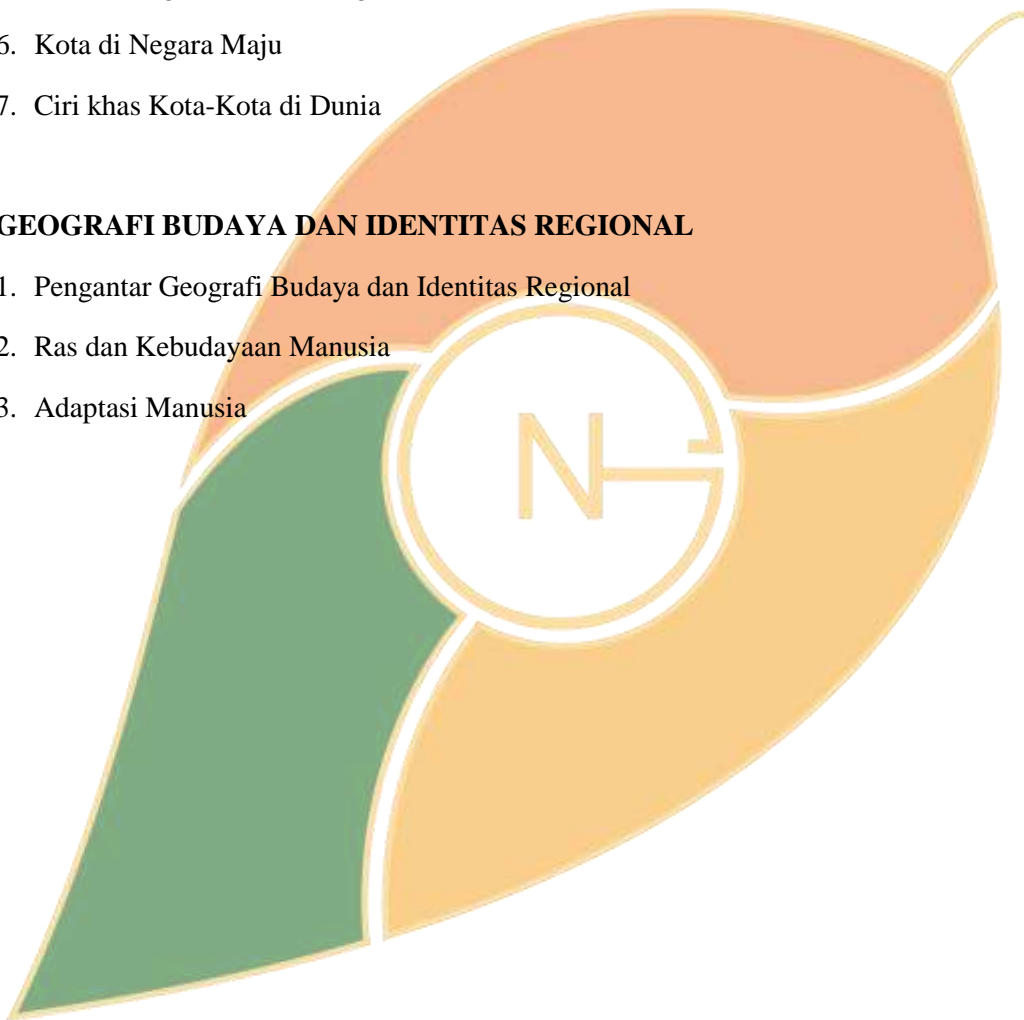 6. Kota di Negara Maju
7. Ciri khas Kota-Kota di Dunia
GEOGRAFI BUDAYA DAN IDENTITAS REGIONAL
1. Pengantar Geografi Budaya dan Identitas Regional
2. Ras dan Kebudayaan Manusia
3. Adaptasi Manusia
NG